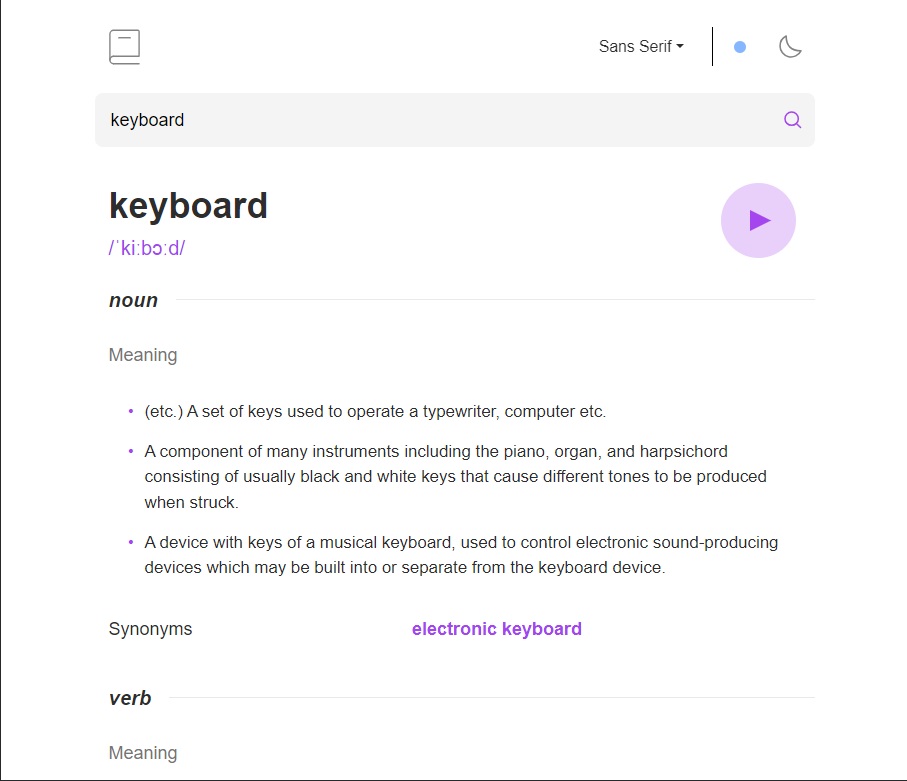 Sans Serif
keyboard
keyboard
/ˈkiːbɔːd/
noun
Meaning
(etc.) A set of keys used to operate a typewriter, computer etc.
A component of many instruments including the piano, organ, and harpsichord
consisting of usually black and white keys that cause different tones to be produced
when struck.
A device with keys of a musical keyboard, used to control electronic sound-producing
devices which may be built into or separate from the keyboard device.
Synonyms electronic keyboard
verb
Meaning